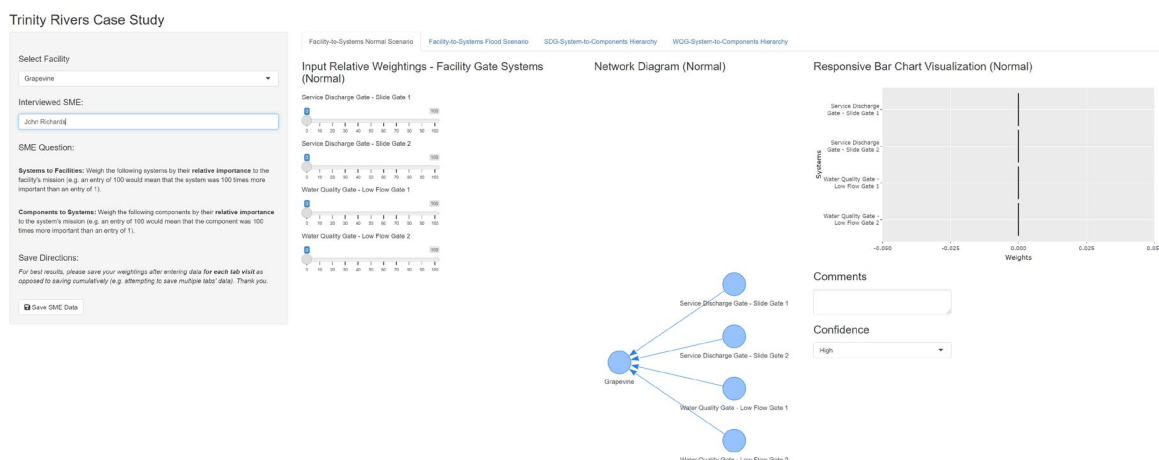 Trinity Rivers Case Study
Select Facility
Grapevine
Interviewed SME:
John Richards
SME Question:
Systems to Facilities: Weigh the following systems by their relative importance to the
facility's mission (e.g. an entry of 100 would mean that the system was 100 times more
important than an entry of 1).
Components to Systems: Weigh the following components by their relative importance
to the system's mission (e.g. an entry of 100 would mean that the component was 100
times more important than an entry of 1).
Save Directions:
For best results, please save your weightings after entering data for each tab visit as
opposed to saving cumulatively (e.g. attempting to save multiple tabs' data). Thank you.
Save SME Data
Facility-to-Systems Normal Scenario
Facility-to-Systems Flood Scenario
SDG-System-to-Components Hierarchy
WQG-System-to-Components Hierarchy
Input Relative Weightings - Facility Gate Systems
(Normal)
Service Discharge Gate - Slide Gate 1
0 100
0 10 20 30 40 50 60 70 80 90 100
Service Discharge Gate - Slide Gate 2
0 100
0 10 20 30 40 50 60 70 80 90 100
Water Quality Gate - Low Flow Gate 1
0 100
0 10 20 30 40 50 60 70 80 90 100
Water Quality Gate - Low Flow Gate 2
0 100
0 10 20 30 40 50 60 70 80 90 100
Network Diagram (Normal)
Service Discharge Gate - Slide Gate 1
Service Discharge Gate - Slide Gate 2
Grapevine
Water Quality Gate - Low Flow Gate 1
Water Quality Gate - Low Flow Gate 2
Responsive Bar Chart Visualization (Normal)
Systems
Service Discharge
Gate - Slide Gate 1
Service Discharge
Gate - Slide Gate 2
Water Quality Gate -
Low Flow Gate 1
Water Quality Gate -
Low Flow Gate 2
-0.050 -0.025 0.000 0.025 0.05
Weights
Comments
Confidence
High